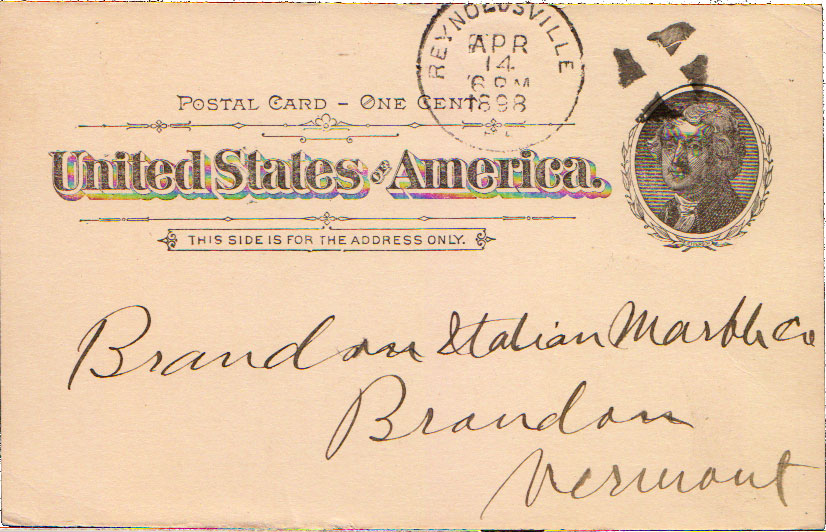 REYNOLDSVILLE
APR
14
6 PM
1898
POSTAL CARD – ONE CENT.
United States OF America.
THIS SIDE IS FOR THE ADDRESS ONLY.
Brandon Italian Marble Co
Brandon
Vermont